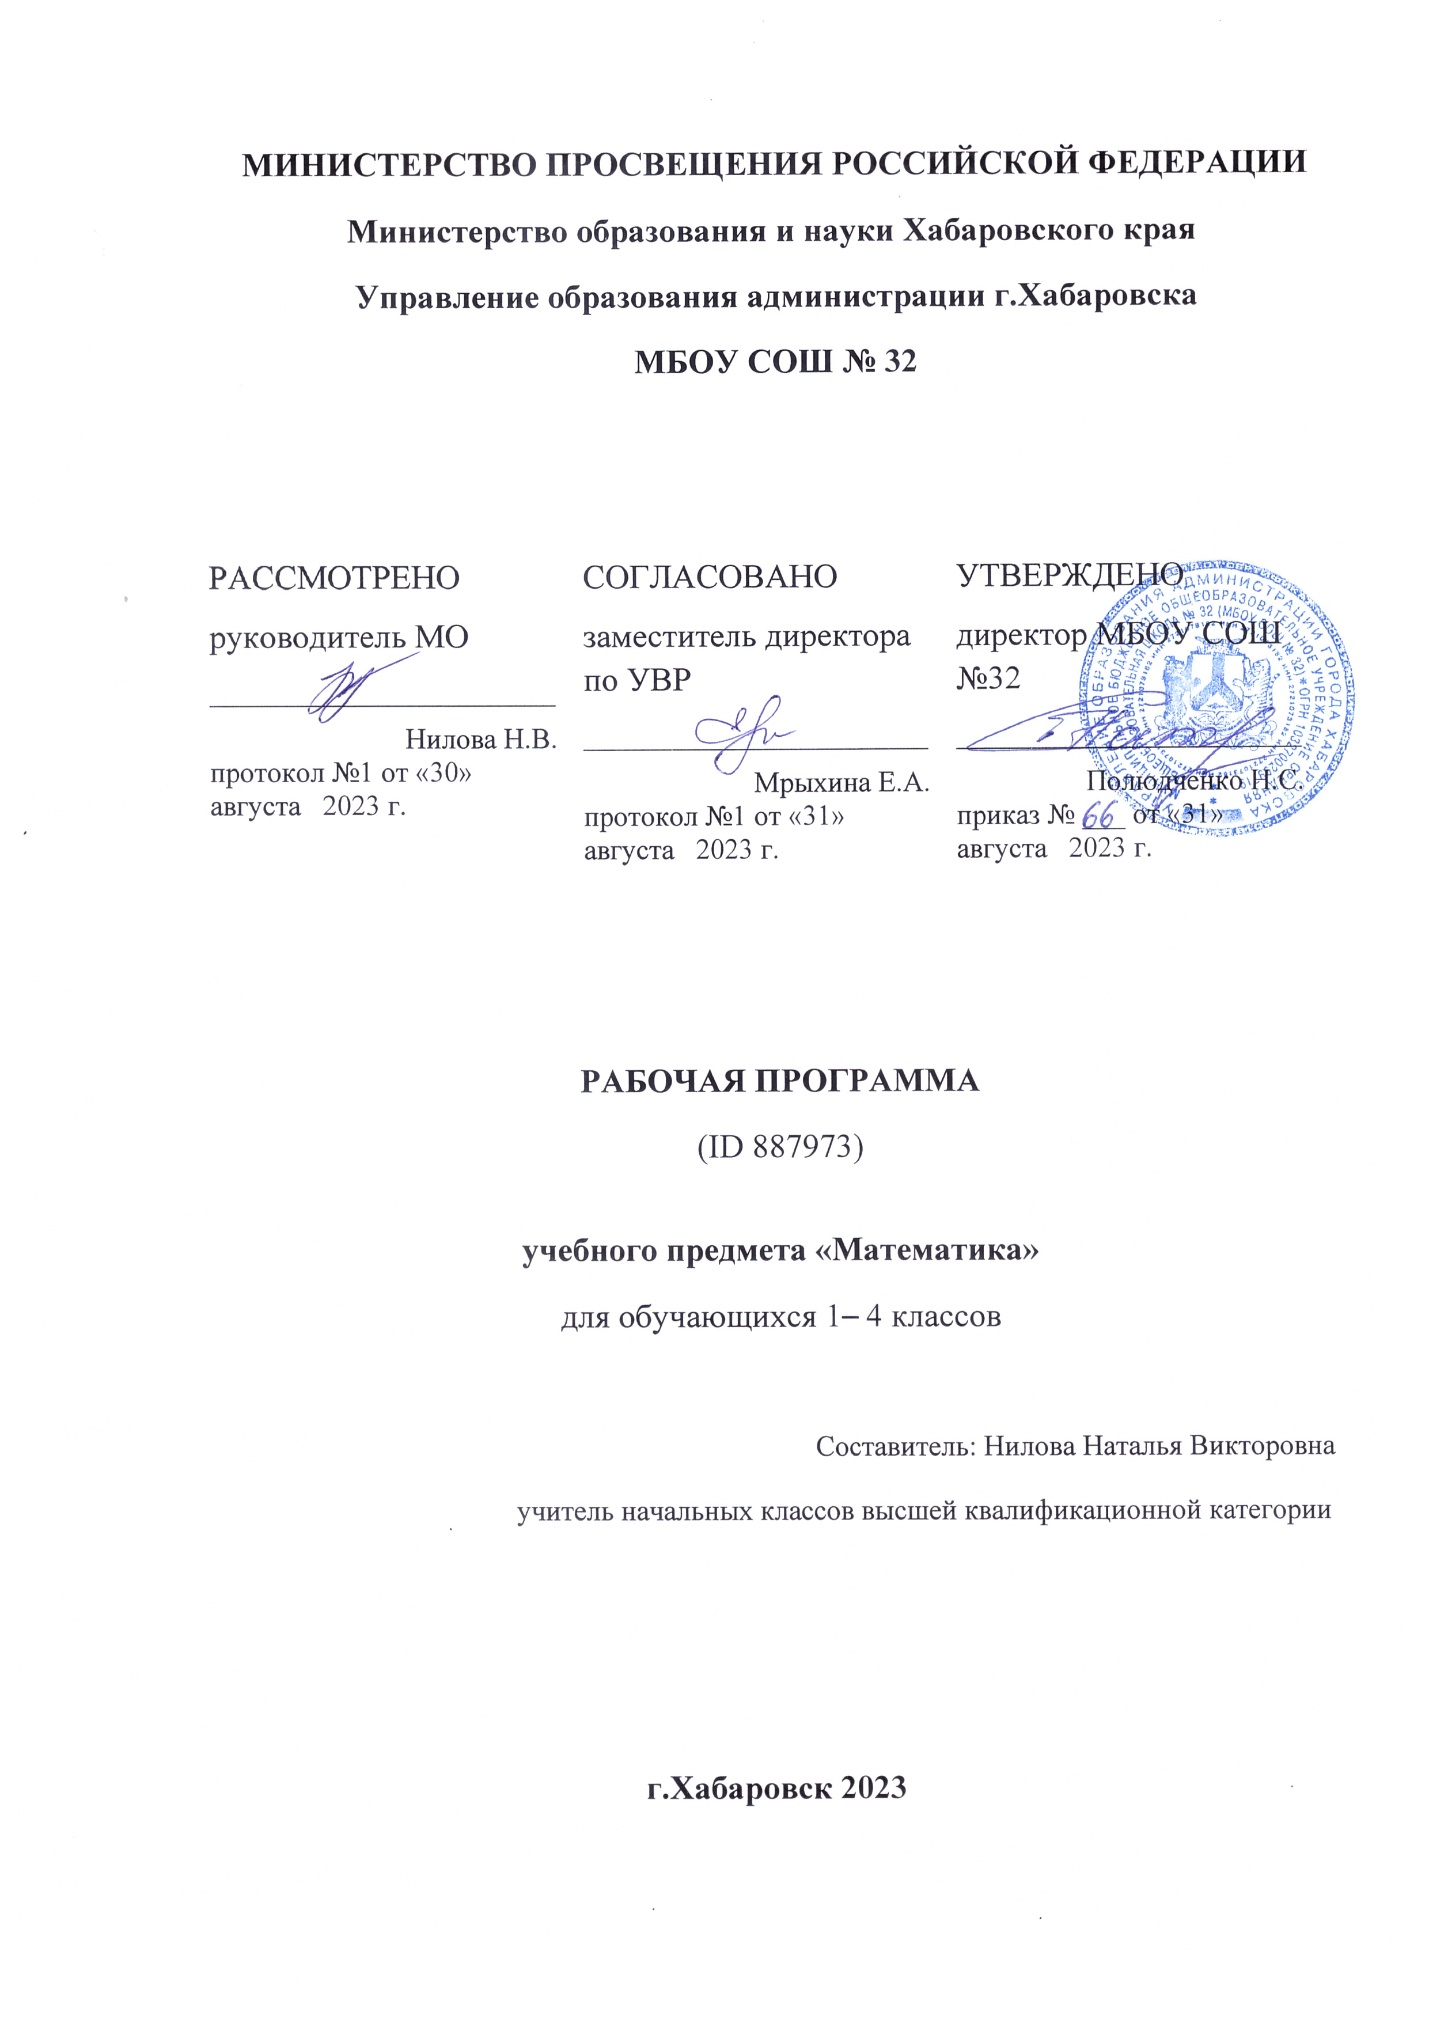 МИНИСТЕРСТВО ПРОСВЕЩЕНИЯ РОССИЙСКОЙ ФЕДЕРАЦИИ
Министерство образования и науки Хабаровского края
Управление образования администрации г.Хабаровска
МБОУ СОШ № 32
РАССМОТРЕНО
руководитель МО
Нилова Н.В.
протокол №1 от «30»
августа 2023 г.
СОГЛАСОВАНО
заместитель директора
по УВР
Мрыхина Е.А.
протокол №1 от «31»
августа 2023 г.
УТВЕРЖДЕНО
директор МБОУ СОШ
№32
Полюдченко Н.С.
приказ № 66 от «31»
августа 2023 г.
РАБОЧАЯ ПРОГРАММА
(ID 887973)
учебного предмета «Математика»
для обучающихся 1– 4 классов
Составитель: Нилова Наталья Викторовна
учитель начальных классов высшей квалификационной категории
г.Хабаровск 2023